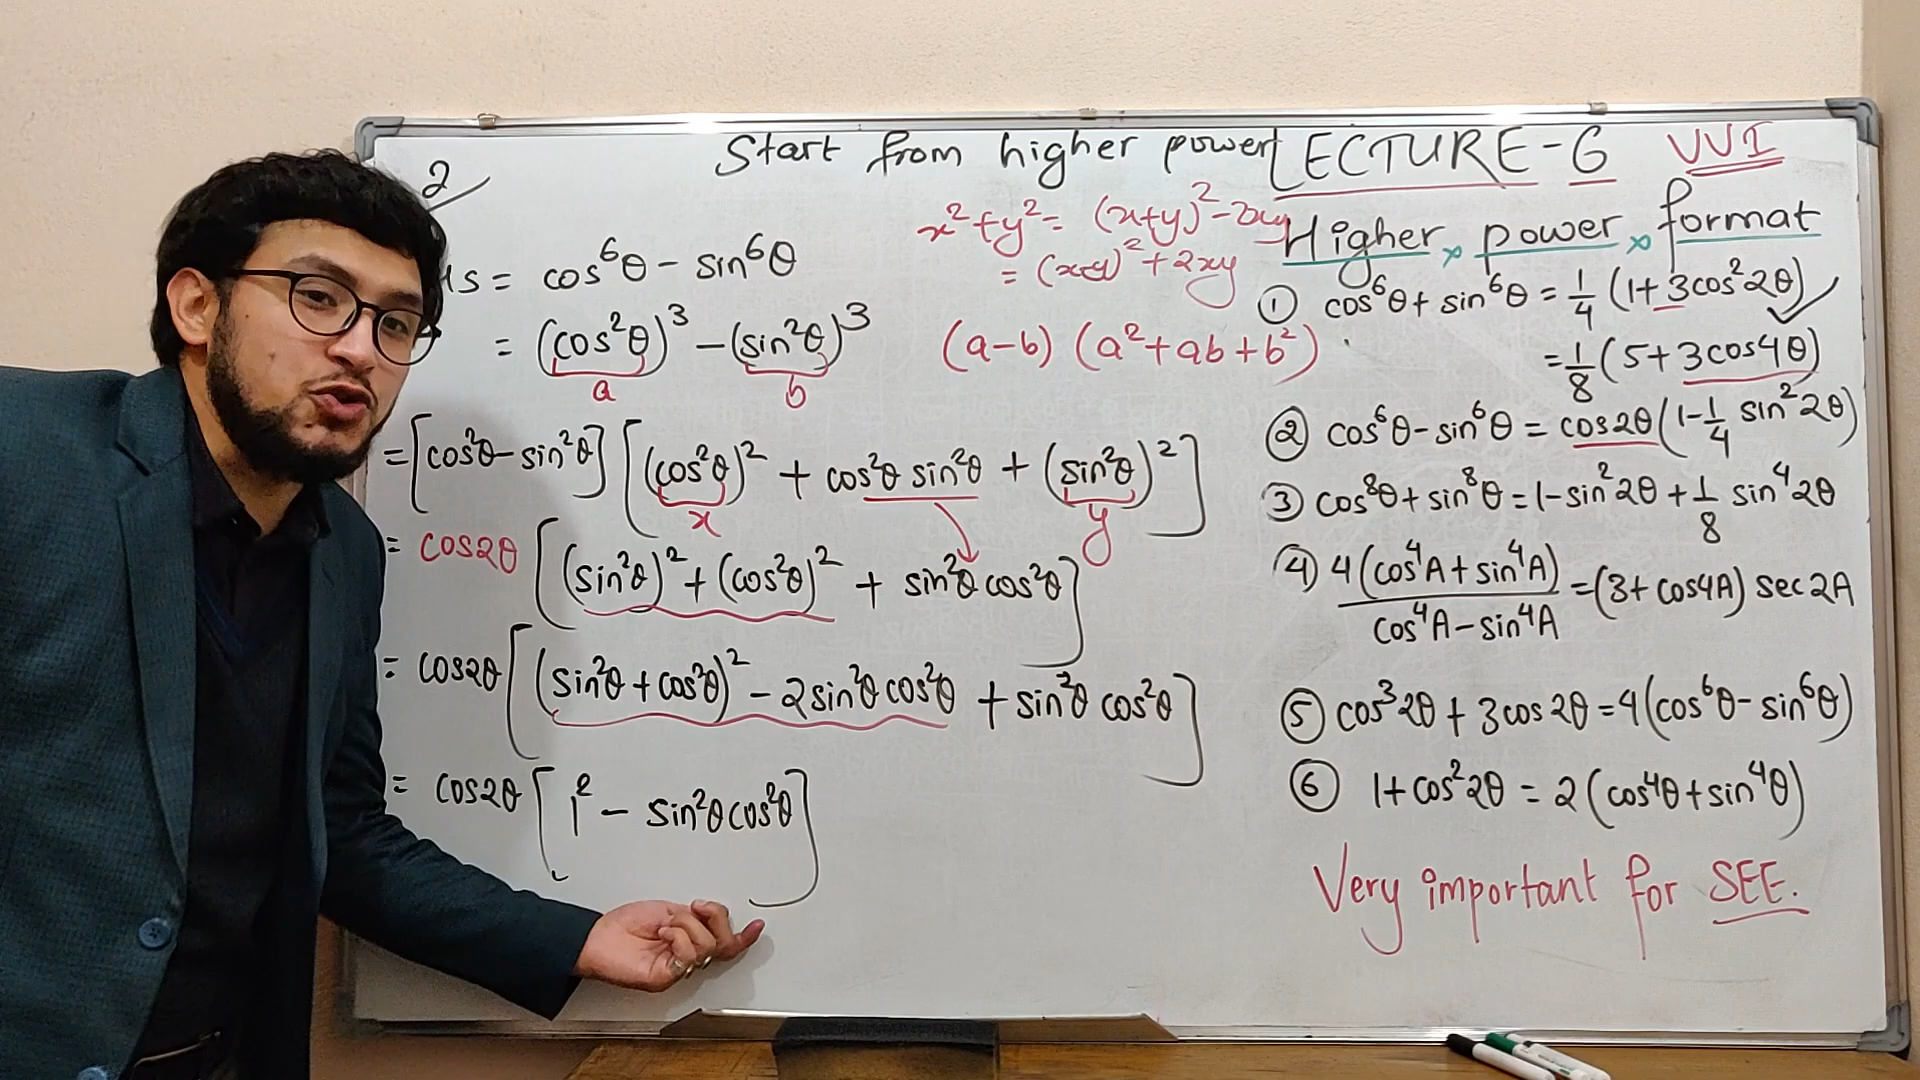 Start from higher power
LECTURE-6 VVI
2
x²+y² = (x+y)²-2xy
= (x-y)²+2xy
HS = cos⁶θ - sin⁶θ
= (cos²θ)³ - (sin²θ)³
a b
(a-b) (a²+ab+b²)
= [cos²θ-sin²θ] [(cos²θ)² + cos²θ sin²θ + (sin²θ)²]
x y
= cos2θ [(sin²θ)² + (cos²θ)² + sin²θ cos²θ]
= cos2θ [(sin²θ + cos²θ)² - 2sin²θ cos²θ + sin²θ cos²θ]
= cos2θ [1² - sin²θ cos²θ]
Higher power format
① cos⁶θ + sin⁶θ = 1/4 (1+3cos²2θ)
= 1/8 (5+3cos4θ)
② cos⁶θ - sin⁶θ = cos2θ (1-1/4 sin²2θ)
③ cos⁸θ + sin⁸θ = 1-sin²2θ + 1/8 sin⁴2θ
④ 4(cos⁴A + sin⁴A)/cos⁴A - sin⁴A = (3+cos4A) sec2A
⑤ cos³2θ + 3cos2θ = 4(cos⁶θ - sin⁶θ)
⑥ 1+cos²2θ = 2(cos⁴θ + sin⁴θ)
Very important for SEE.